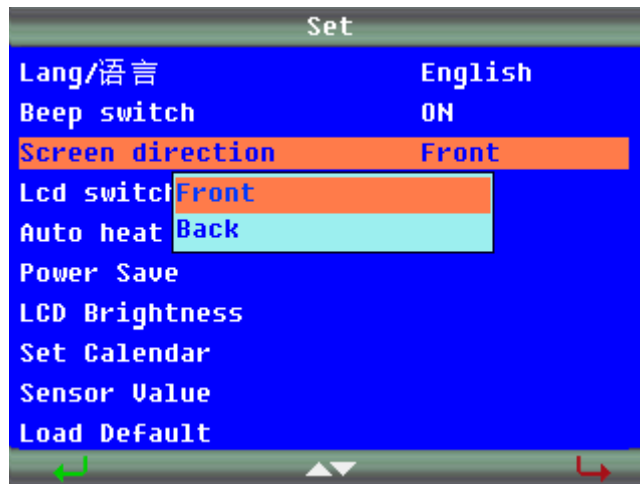 Set
Lang/语言 English
Beep switch ON
Screen direction Front
Lcd switch
Front
Auto heat
Back
Power Save
LCD Brightness
Set Calendar
Sensor Value
Load Default